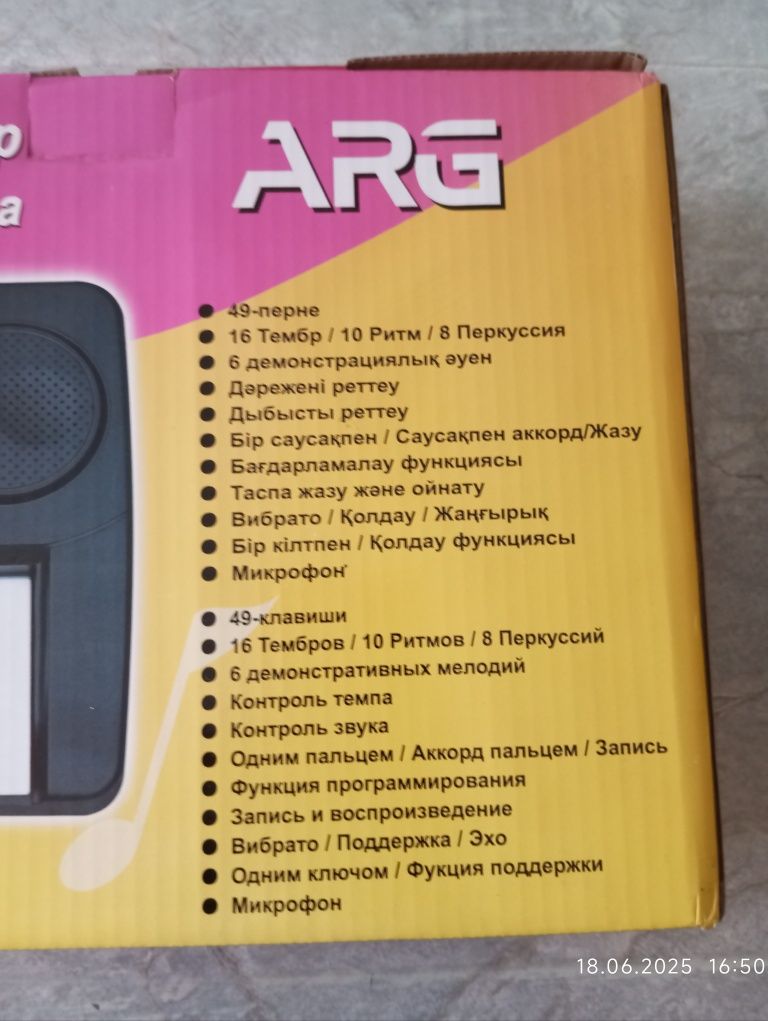 р
а
ARG
49-перне
16 Тембр / 10 Ритм / 8 Перкуссия
6 демонстрациялық әуен
Дәрежені реттеу
Дыбысты реттеу
Бір саусақпен / Саусақпен аккорд/Жазу
Бағдарламалау функциясы
Таспа жазу және ойнату
Вибрато / Қолдау / Жаңғырық
Бір кілтпен / Қолдау функциясы
Микрофон
49-клавиши
16 Тембров / 10 Ритмов / 8 Перкуссий
6 демонстративных мелодий
Контроль темпа
Контроль звука
Одним пальцем / Аккорд пальцем / Запись
Функция программирования
Запись и воспроизведение
Вибрато / Поддержка / Эхо
Одним ключом / Фукция поддержки
Микрофон
18.06.2025 16:50